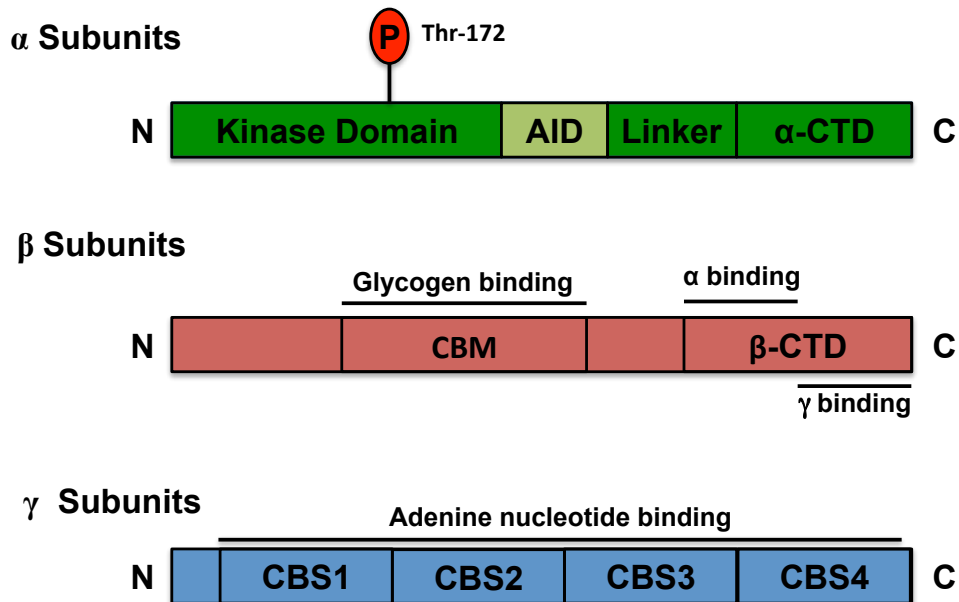 α Subunits
P Thr-172
N Kinase Domain AID Linker α-CTD C
β Subunits
Glycogen binding α binding
N CBM β-CTD C
γ binding
γ Subunits
Adenine nucleotide binding
N CBS1 CBS2 CBS3 CBS4 C